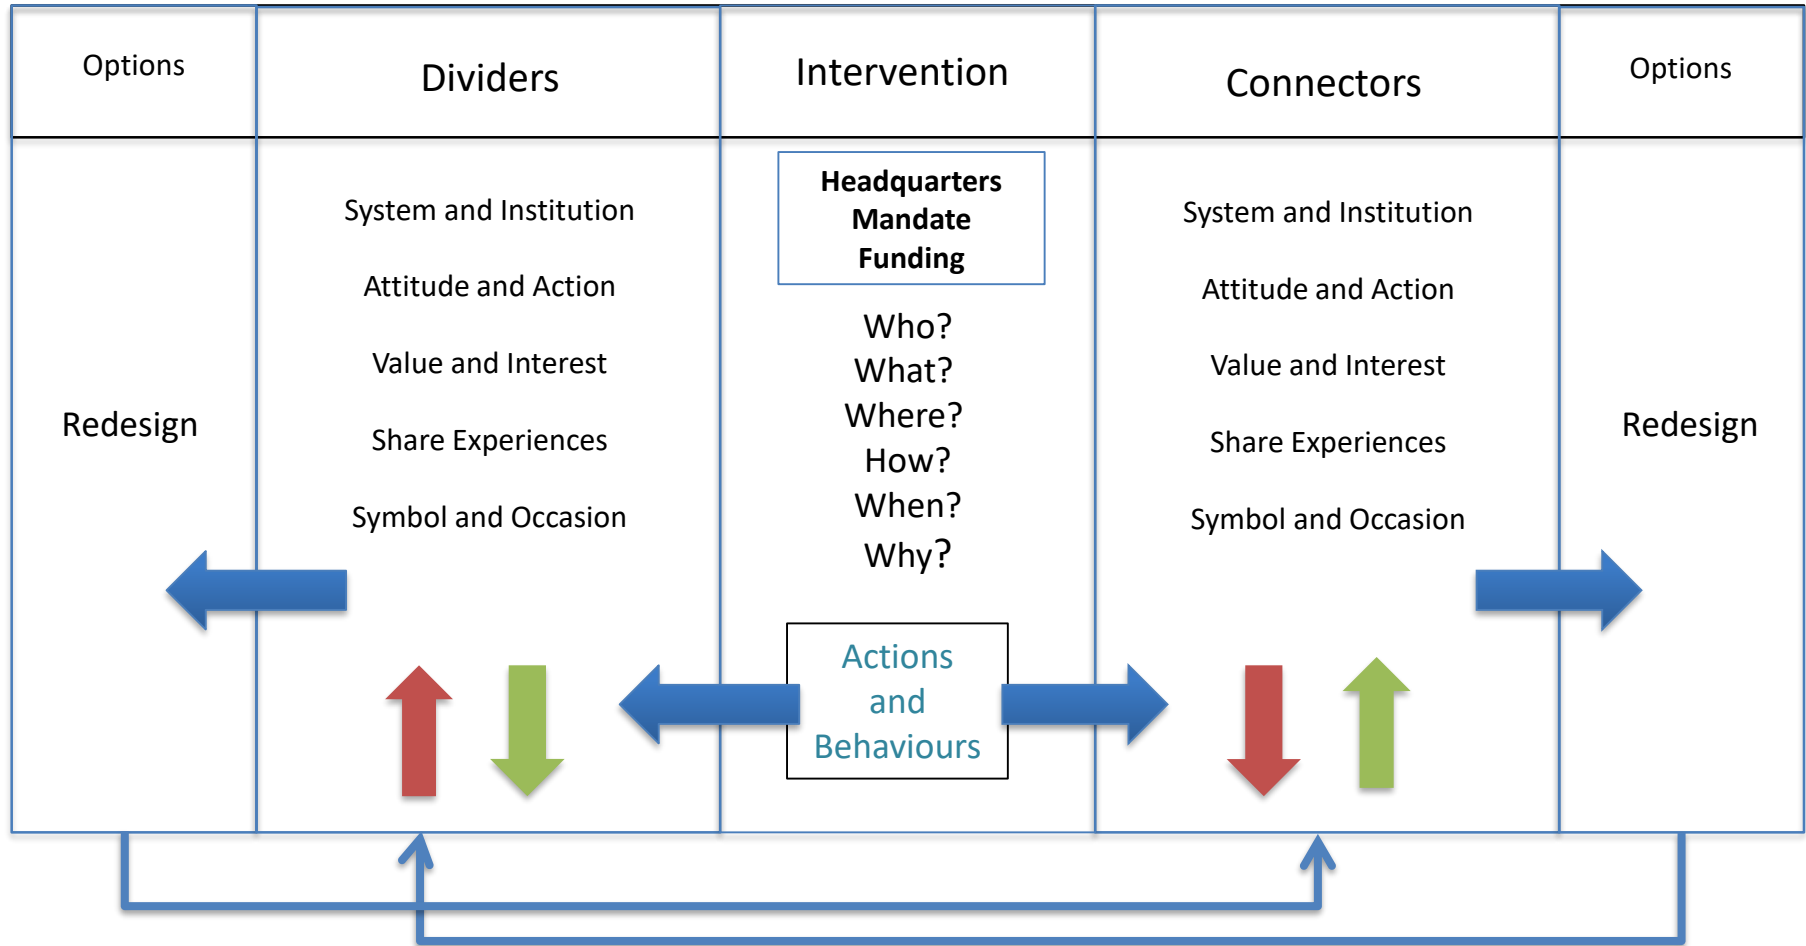 Options
Dividers
Intervention
Connectors
Options
Redesign
System and Institution
Attitude and Action
Value and Interest
Share Experiences
Symbol and Occasion
Headquarters
Mandate
Funding
Who?
What?
Where?
How?
When?
Why?
Actions
and
Behaviours
System and Institution
Attitude and Action
Value and Interest
Share Experiences
Symbol and Occasion
Redesign